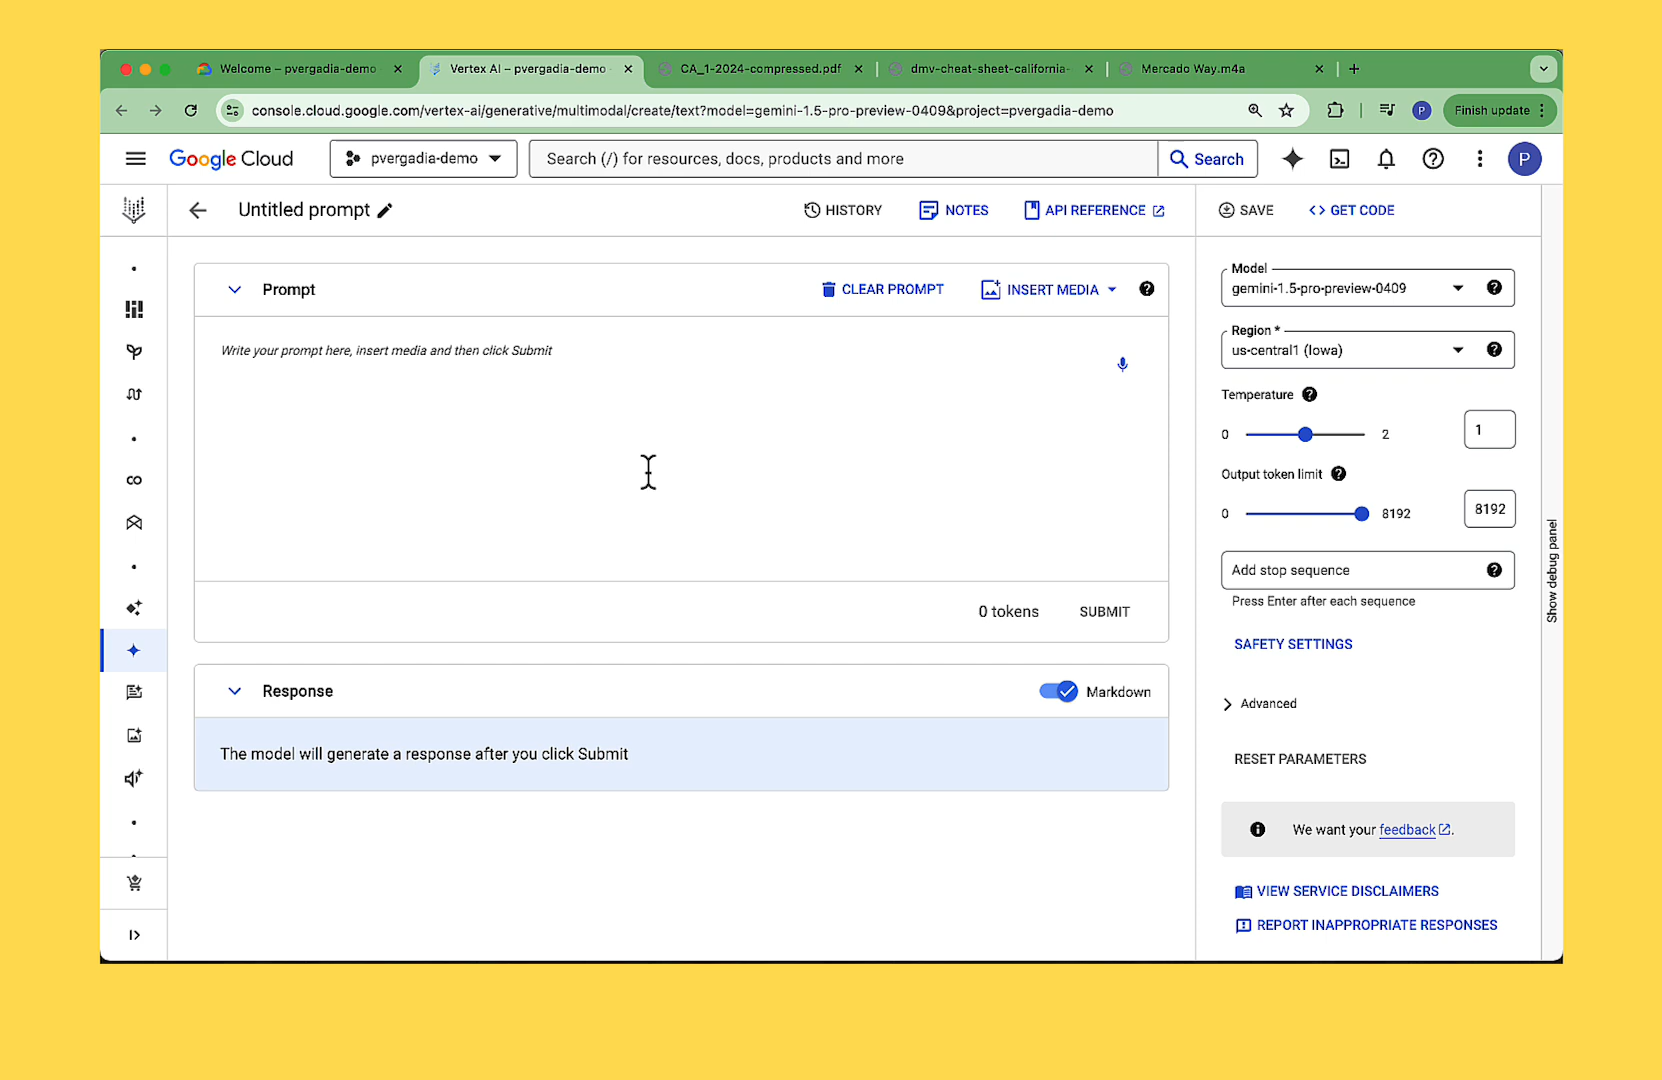 Welcome – pvergadia-demo
Vertex AI – pvergadia-demo
CA_1-2024-compressed.pdf
dmv-cheat-sheet-california-
Mercado Way.m4a
console.cloud.google.com/vertex-ai/generative/multimodal/create/text?model=gemini-1.5-pro-preview-0409&project=pvergadia-demo
P
Finish update
Google Cloud
pvergadia-demo
Search (/) for resources, docs, products and more
Search
P
Untitled prompt
HISTORY
NOTES
API REFERENCE
SAVE
<> GET CODE
Prompt
CLEAR PROMPT
INSERT MEDIA
Write your prompt here, insert media and then click Submit
0 tokens
SUBMIT
Response
Markdown
The model will generate a response after you click Submit
Model
gemini-1.5-pro-preview-0409
Region *
us-central1 (Iowa)
Temperature
0
2
1
Output token limit
0
8192
8192
Add stop sequence
Press Enter after each sequence
SAFETY SETTINGS
Advanced
RESET PARAMETERS
We want your feedback.
VIEW SERVICE DISCLAIMERS
REPORT INAPPROPRIATE RESPONSES
Show debug panel